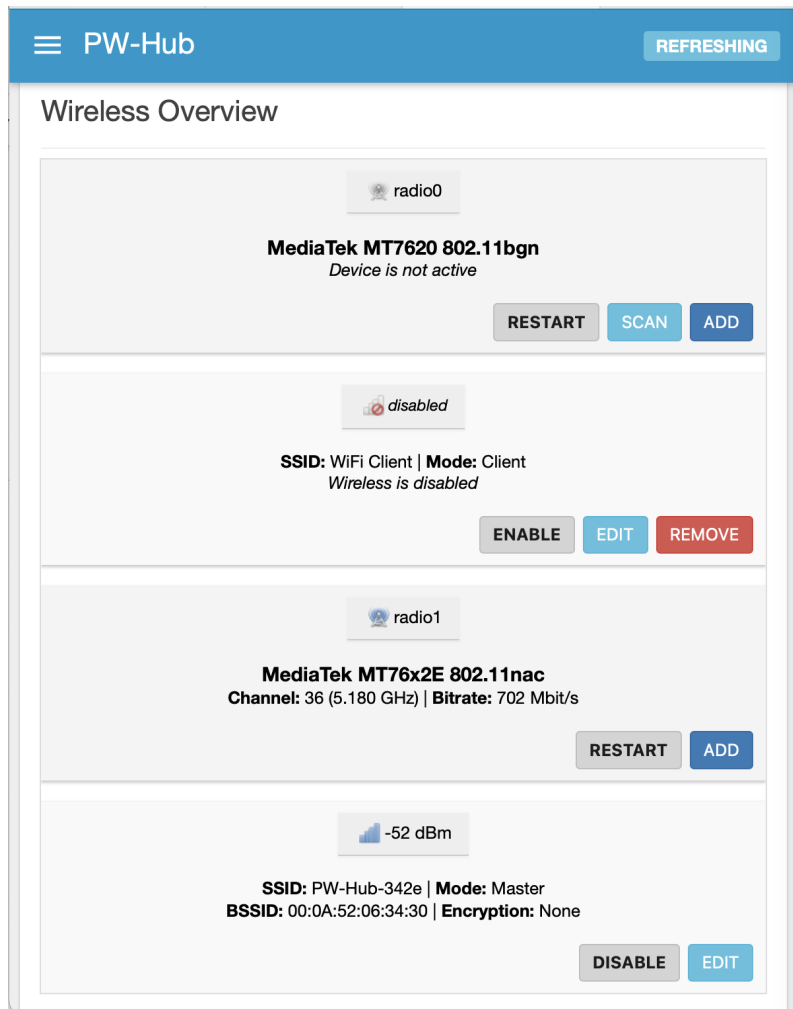 PW-Hub
REFRESHING
Wireless Overview
radio0
MediaTek MT7620 802.11bgn
Device is not active
RESTART SCAN ADD
disabled
SSID: WiFi Client | Mode: Client
Wireless is disabled
ENABLE EDIT REMOVE
radio1
MediaTek MT76x2E 802.11nac
Channel: 36 (5.180 GHz) | Bitrate: 702 Mbit/s
RESTART ADD
-52 dBm
SSID: PW-Hub-342e | Mode: Master
BSSID: 00:0A:52:06:34:30 | Encryption: None
DISABLE EDIT